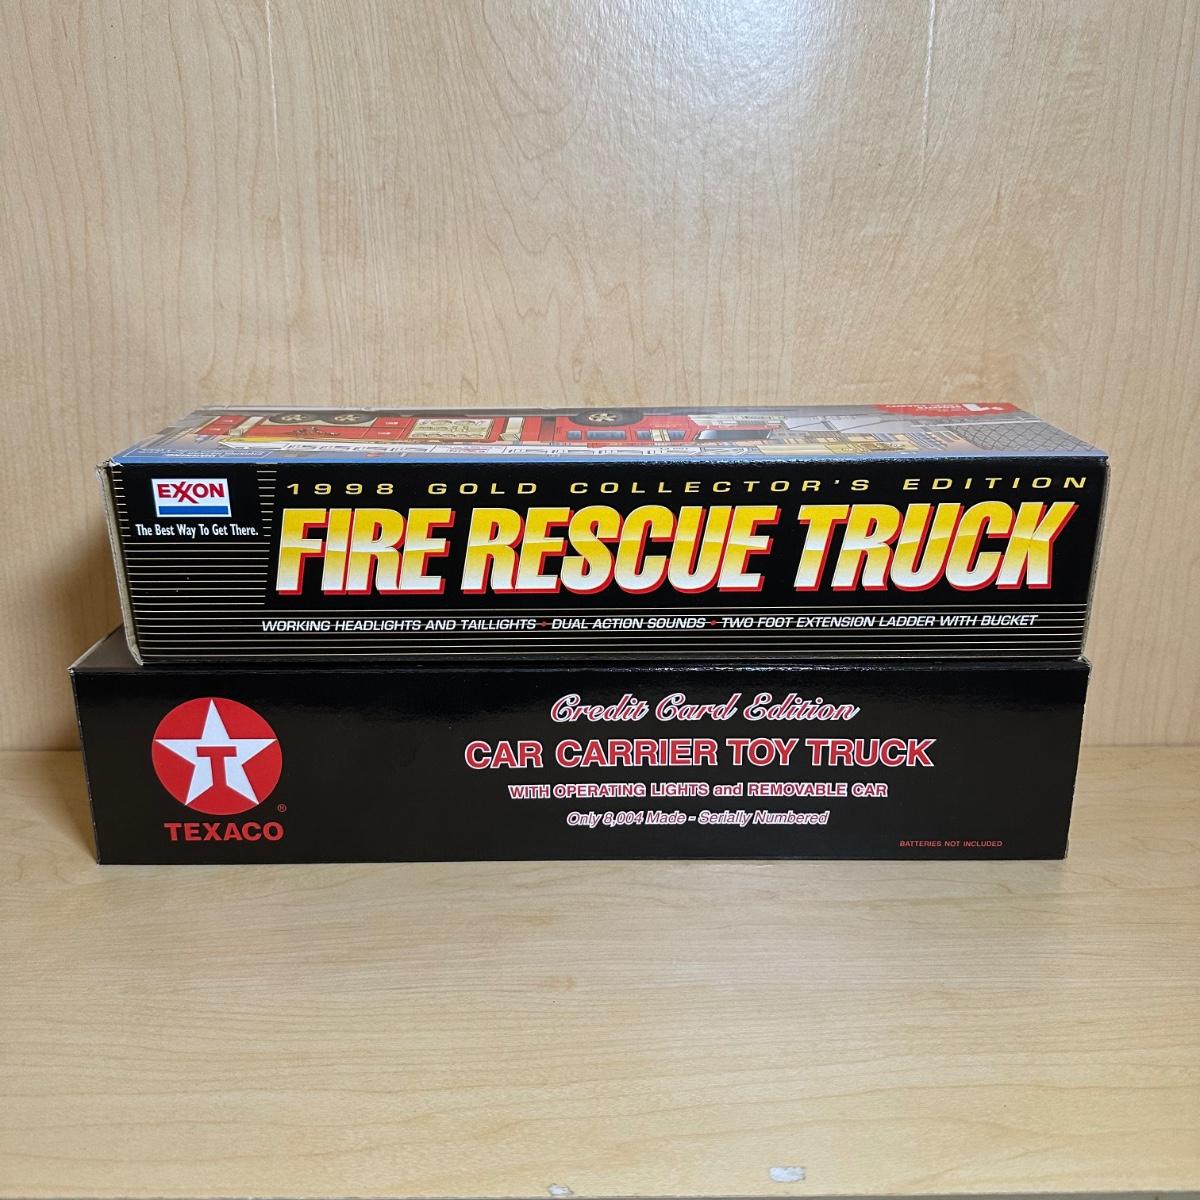 EXXON
The Best Way To Get There.
1998 GOLD COLLECTOR'S EDITION
FIRE RESCUE TRUCK
WORKING HEADLIGHTS AND TAILLIGHTS • DUAL ACTION SOUNDS • TWO FOOT EXTENSION LADDER WITH BUCKET
T
TEXACO
®
Credit Card Edition
CAR CARRIER TOY TRUCK
WITH OPERATING LIGHTS and REMOVABLE CAR
Only 8,004 Made - Serially Numbered
BATTERIES NOT INCLUDED